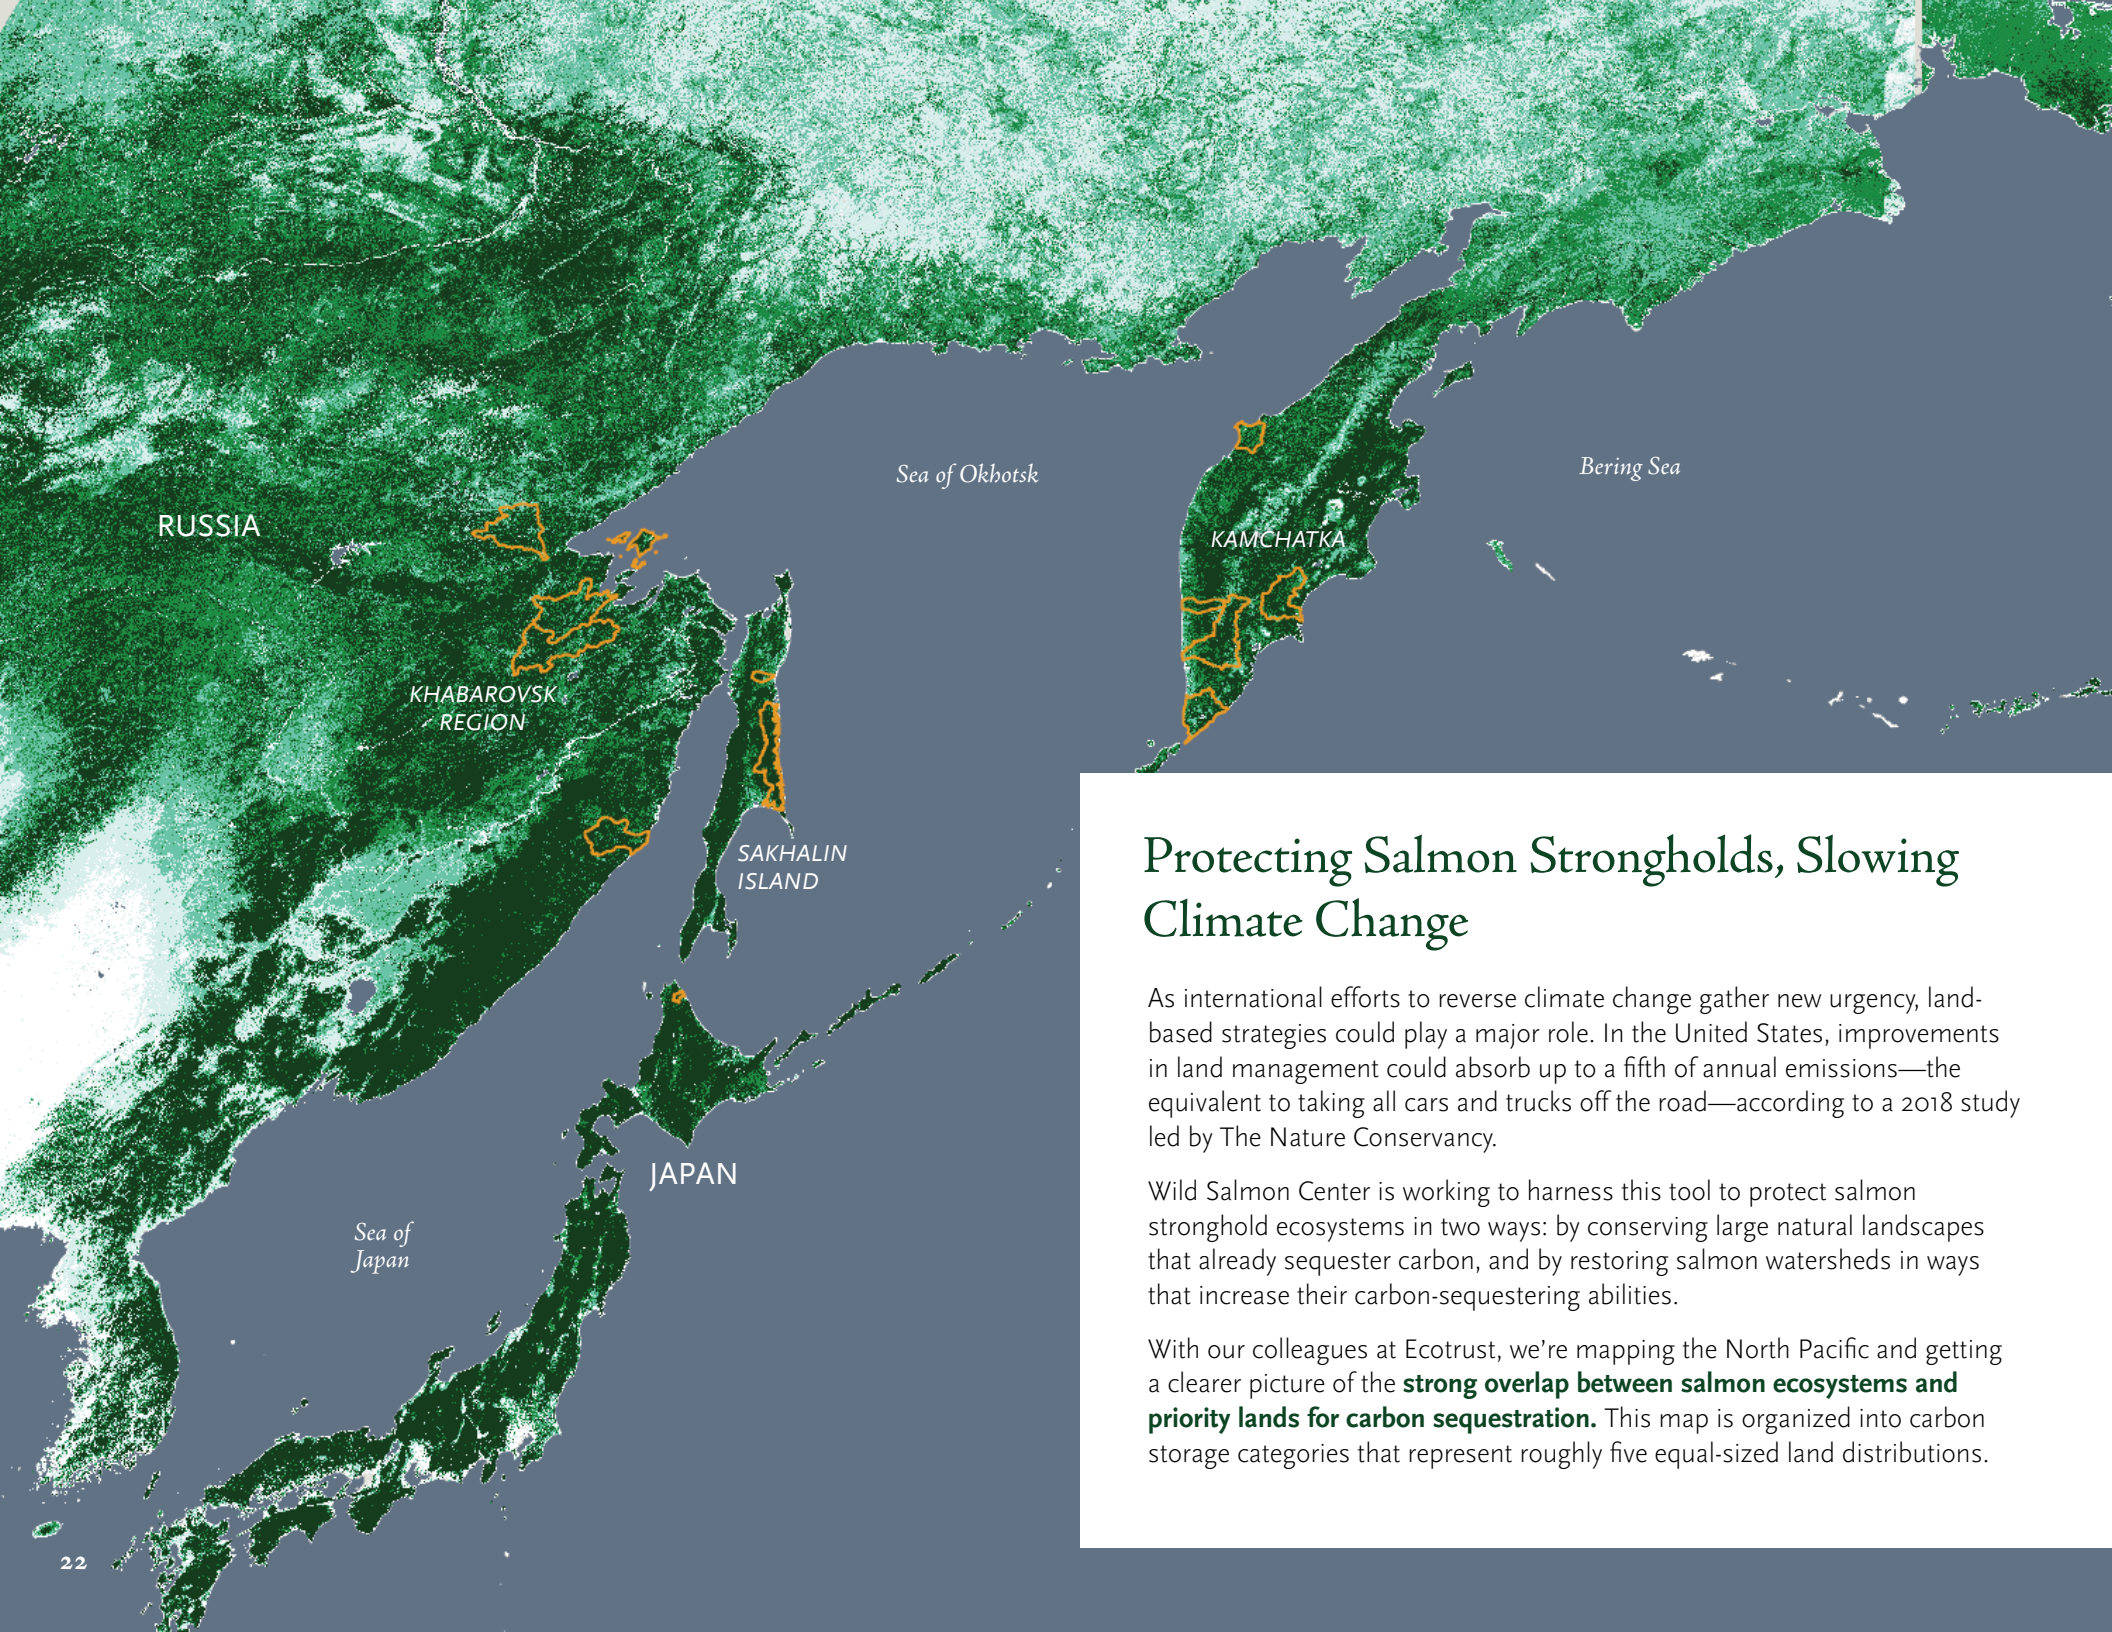 RUSSIA
Sea of Okhotsk
Bering Sea
KAMCHATKA
KHABAROVSK
REGION
SAKHALIN
ISLAND
JAPAN
Sea of
Japan
Protecting Salmon Strongholds, Slowing
Climate Change
As international efforts to reverse climate change gather new urgency, land-
based strategies could play a major role. In the United States, improvements
in land management could absorb up to a fifth of annual emissions—the
equivalent to taking all cars and trucks off the road—according to a 2018 study
led by The Nature Conservancy.
Wild Salmon Center is working to harness this tool to protect salmon
stronghold ecosystems in two ways: by conserving large natural landscapes
that already sequester carbon, and by restoring salmon watersheds in ways
that increase their carbon-sequestering abilities.
With our colleagues at Ecotrust, we're mapping the North Pacific and getting
a clearer picture of the strong overlap between salmon ecosystems and
priority lands for carbon sequestration. This map is organized into carbon
storage categories that represent roughly five equal-sized land distributions.
22